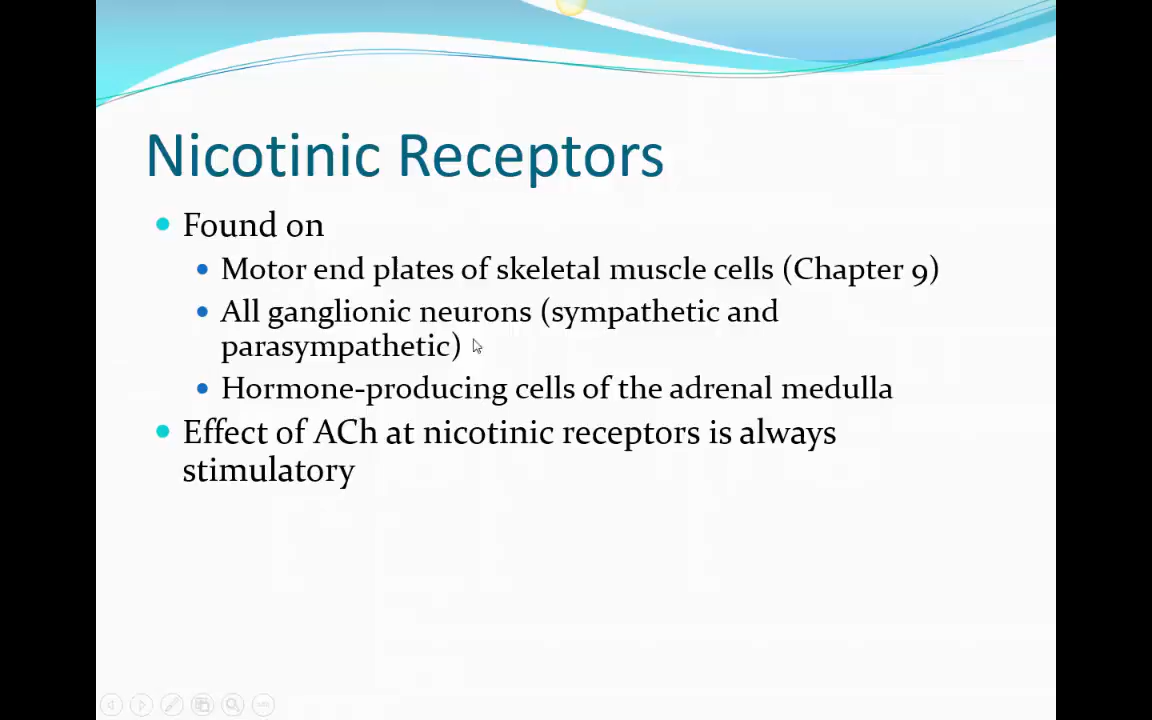 Nicotinic Receptors
Found on
Motor end plates of skeletal muscle cells (Chapter 9)
All ganglionic neurons (sympathetic and
parasympathetic)
Hormone-producing cells of the adrenal medulla
Effect of ACh at nicotinic receptors is always
stimulatory